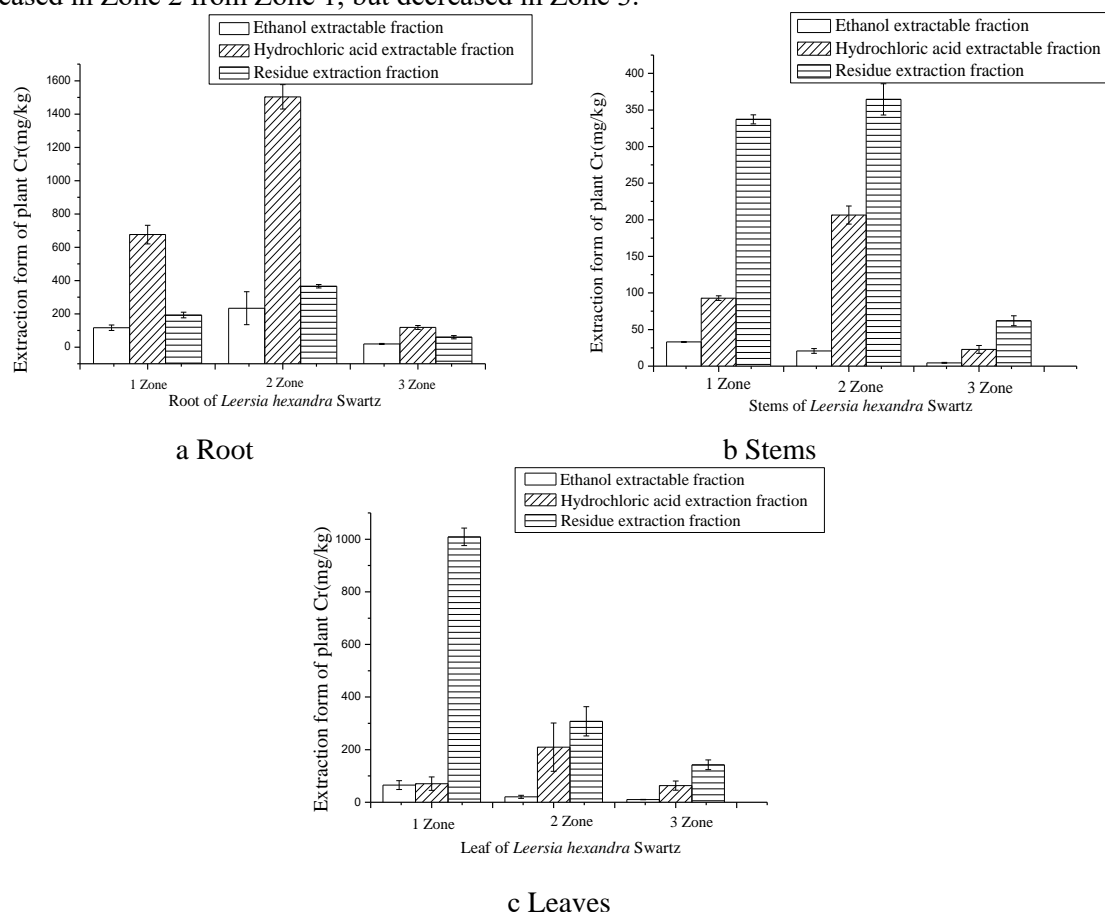 eased in Zone 2 from Zone 1, but decreased in Zone 3.
Ethanol extractable fraction
Hydrochloric acid extractable fraction
Residue extraction fraction
Extraction form of plant Cr(mg/kg)
1600
1400
1200
1000
800
600
400
200
0
1 Zone
2 Zone
3 Zone
Root of Leersia hexandra Swartz
a Root
Ethanol extractable fraction
Hydrochloric acid extractable fraction
Residue extraction fraction
Extraction form of plant Cr(mg/kg)
400
350
300
250
200
150
100
50
0
1 Zone
2 Zone
3 Zone
Stems of Leersia hexandra Swartz
b Stems
Ethanol extractable fraction
Hydrochloric acid extraction fraction
Residue extraction fraction
Extraction form of plant Cr(mg/kg)
1000
800
600
400
200
0
1 Zone
2 Zone
3 Zone
Leaf of Leersia hexandra Swartz
c Leaves